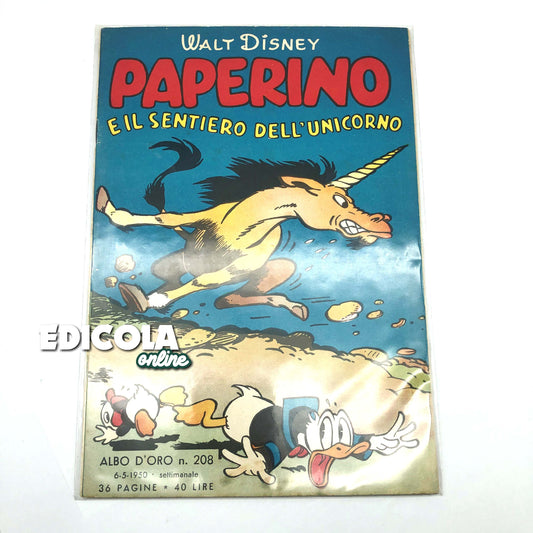 WALT DISNEY
PAPERINO
E IL SENTIERO DELL'UNICORNO
EDICOLA
online
ALBO D'ORO n. 208
6-5-1950 • settimanale
36 PAGINE * 40 LIRE